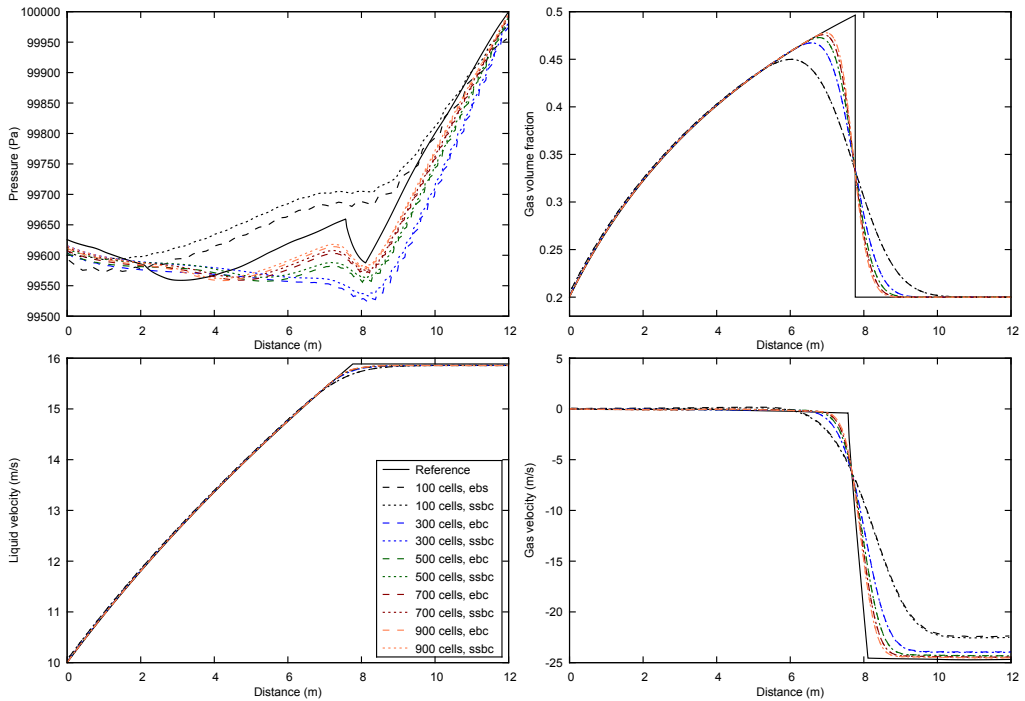 100000
99950
99900
99850
99800
99750
99700
99650
99600
99550
99500
Pressure (Pa)
0 2 4 6 8 10 12
Distance (m)
0.5
0.45
0.4
0.35
0.3
0.25
0.2
Gas volume fraction
0 2 4 6 8 10 12
Distance (m)
16
15
14
13
12
11
10
Liquid velocity (m/s)
Reference
100 cells, ebs
100 cells, ssbc
300 cells, ebc
300 cells, ssbc
500 cells, ebc
500 cells, ssbc
700 cells, ebc
700 cells, ssbc
900 cells, ebc
900 cells, ssbc
0 2 4 6 8 10 12
Distance (m)
5
0
-5
-10
-15
-20
-25
Gas velocity (m/s)
0 2 4 6 8 10 12
Distance (m)